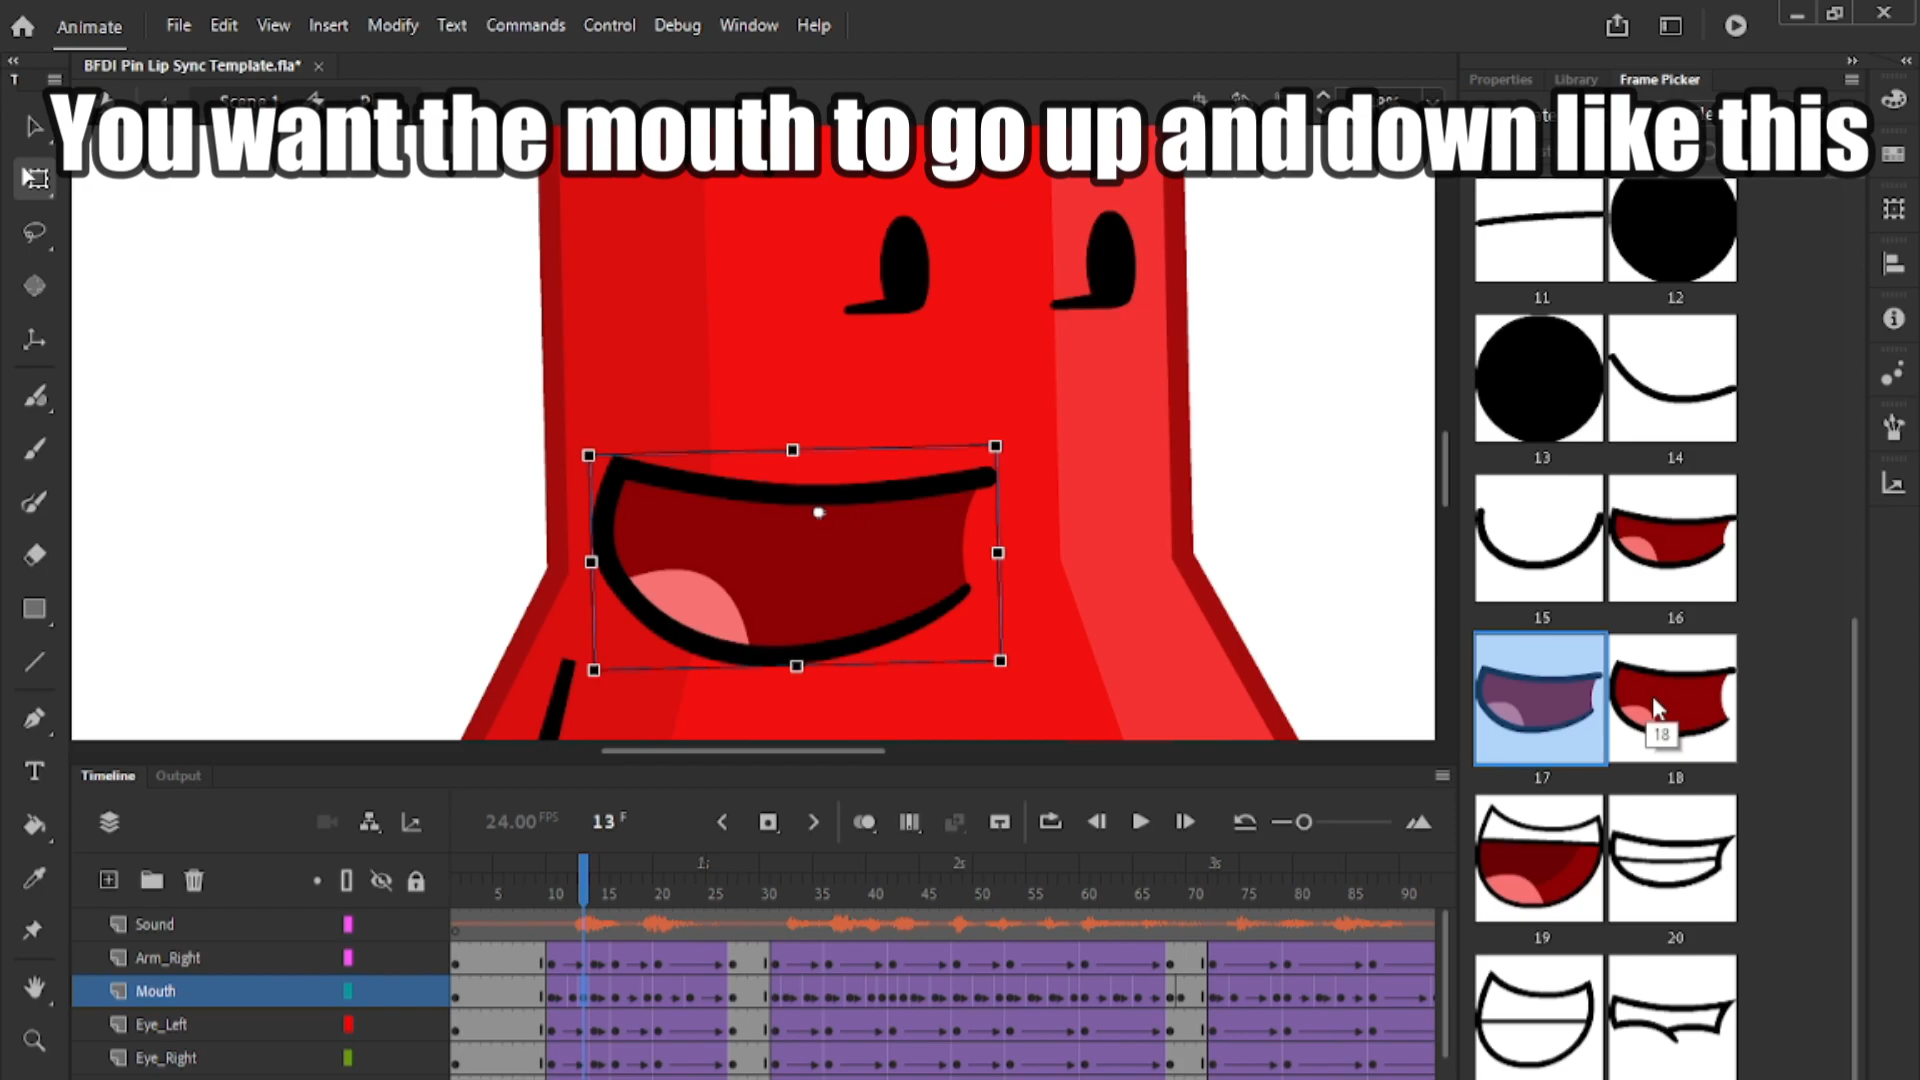 Animate File Edit View Insert Modify Text Commands Control Debug Window Help
BFDI Pin Lip Sync Template.fla*
Properties Library Frame Picker
You want the mouth to go up and down like this
11 12
13 14
15 16
18
17 18
19 20
Timeline Output
24.00 FPS 13 F
1s 2s 3s
5 10 15 20 25 30 35 40 45 50 55 60 65 70 75 80 85 90
Sound
Arm_Right
Mouth
Eye_Left
Eye_Right